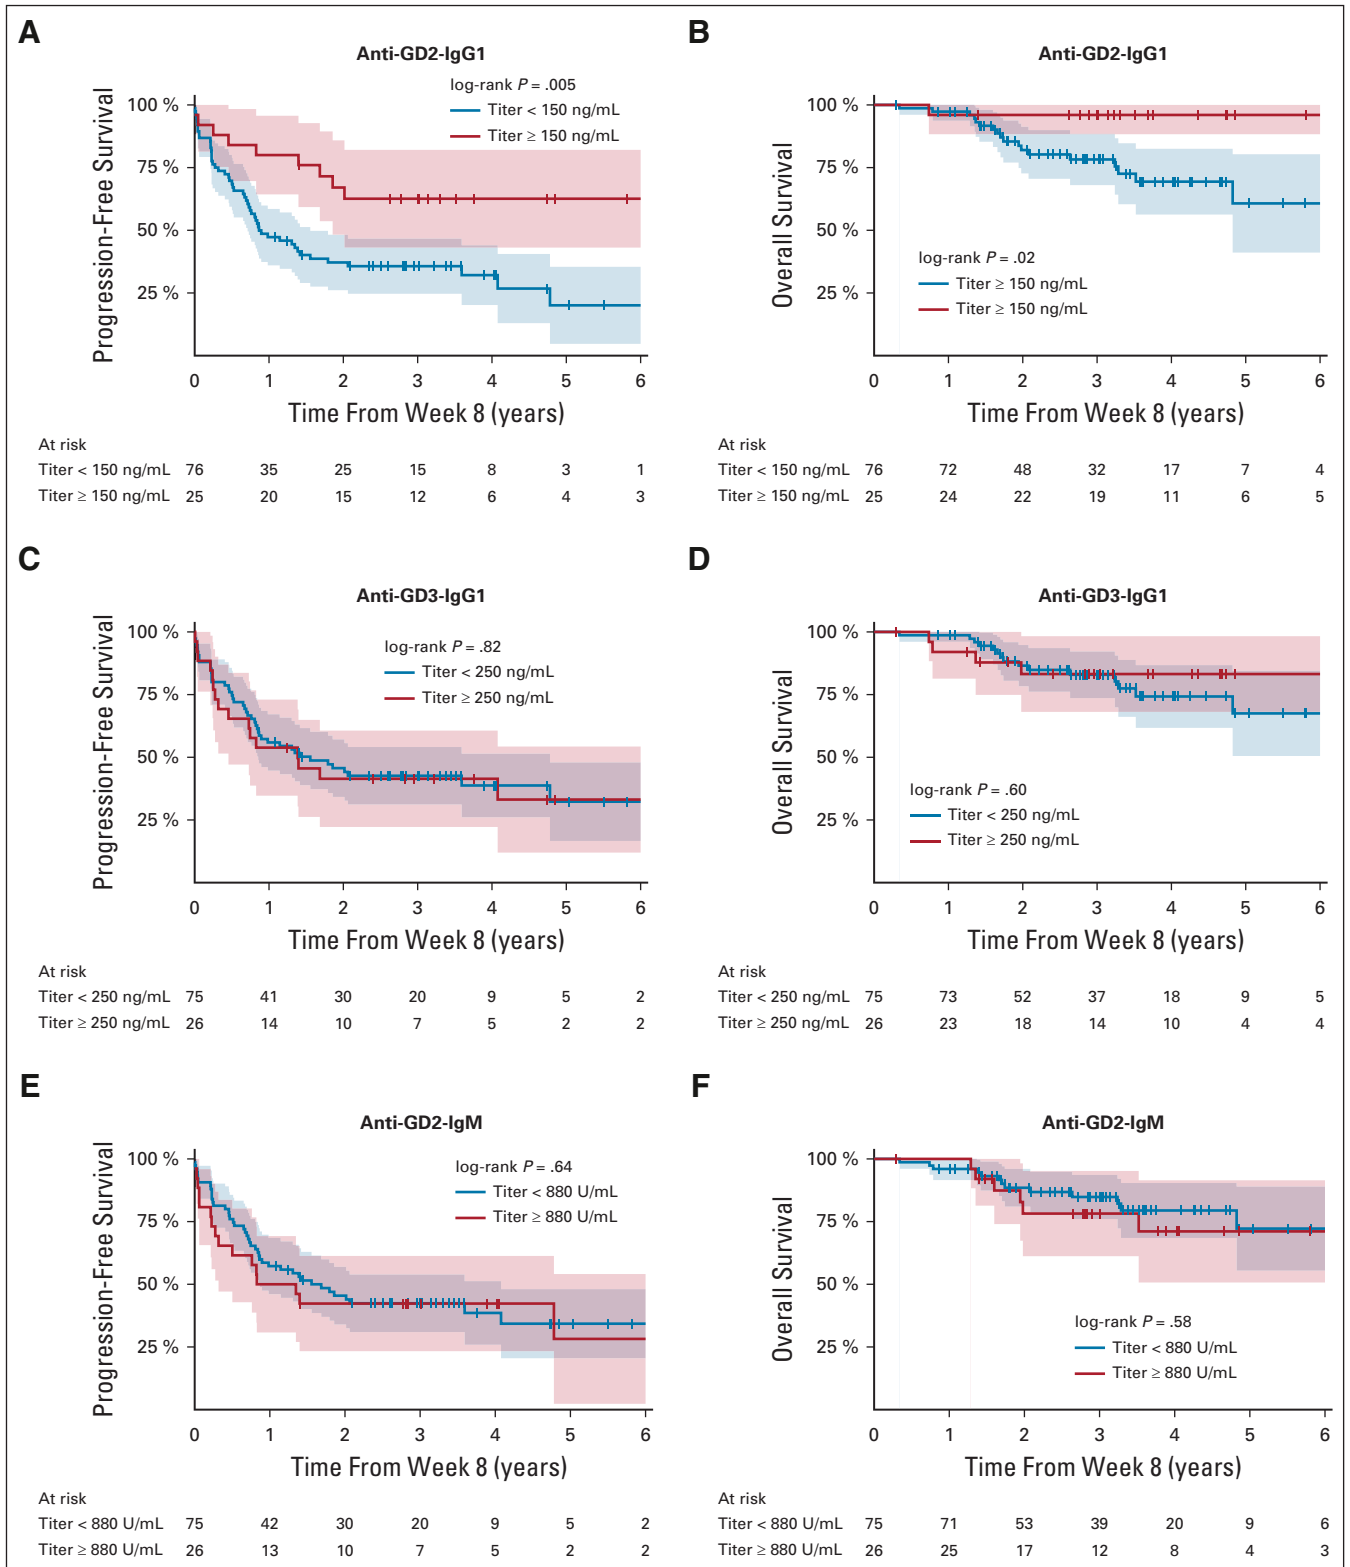 A
Anti-GD2-IgG1
log-rank P = .005
Titer < 150 ng/mL
Titer ≥ 150 ng/mL
Progression-Free Survival
100 %
75 %
50 %
25 %
0 1 2 3 4 5 6
Time From Week 8 (years)
At risk
Titer < 150 ng/mL 76 35 25 15 8 3 1
Titer ≥ 150 ng/mL 25 20 15 12 6 4 3
B
Anti-GD2-IgG1
Overall Survival
100 %
75 %
50 %
25 %
log-rank P = .02
Titer ≥ 150 ng/mL
Titer ≥ 150 ng/mL
0 1 2 3 4 5 6
Time From Week 8 (years)
At risk
Titer < 150 ng/mL 76 72 48 32 17 7 4
Titer ≥ 150 ng/mL 25 24 22 19 11 6 5
C
Anti-GD3-IgG1
log-rank P = .82
Titer < 250 ng/mL
Titer ≥ 250 ng/mL
Progression-Free Survival
100 %
75 %
50 %
25 %
0 1 2 3 4 5 6
Time From Week 8 (years)
At risk
Titer < 250 ng/mL 75 41 30 20 9 5 2
Titer ≥ 250 ng/mL 26 14 10 7 5 2 2
D
Anti-GD3-IgG1
Overall Survival
100 %
75 %
50 %
25 %
log-rank P = .60
Titer < 250 ng/mL
Titer ≥ 250 ng/mL
0 1 2 3 4 5 6
Time From Week 8 (years)
At risk
Titer < 250 ng/mL 75 73 52 37 18 9 5
Titer ≥ 250 ng/mL 26 23 18 14 10 4 4
E
Anti-GD2-IgM
log-rank P = .64
Titer < 880 U/mL
Titer ≥ 880 U/mL
Progression-Free Survival
100 %
75 %
50 %
25 %
0 1 2 3 4 5 6
Time From Week 8 (years)
At risk
Titer < 880 U/mL 75 42 30 20 9 5 2
Titer ≥ 880 U/mL 26 13 10 7 5 2 2
F
Anti-GD2-IgM
Overall Survival
100 %
75 %
50 %
25 %
log-rank P = .58
Titer < 880 U/mL
Titer ≥ 880 U/mL
0 1 2 3 4 5 6
Time From Week 8 (years)
At risk
Titer < 880 U/mL 75 71 53 39 20 9 6
Titer ≥ 880 U/mL 26 25 17 12 8 4 3